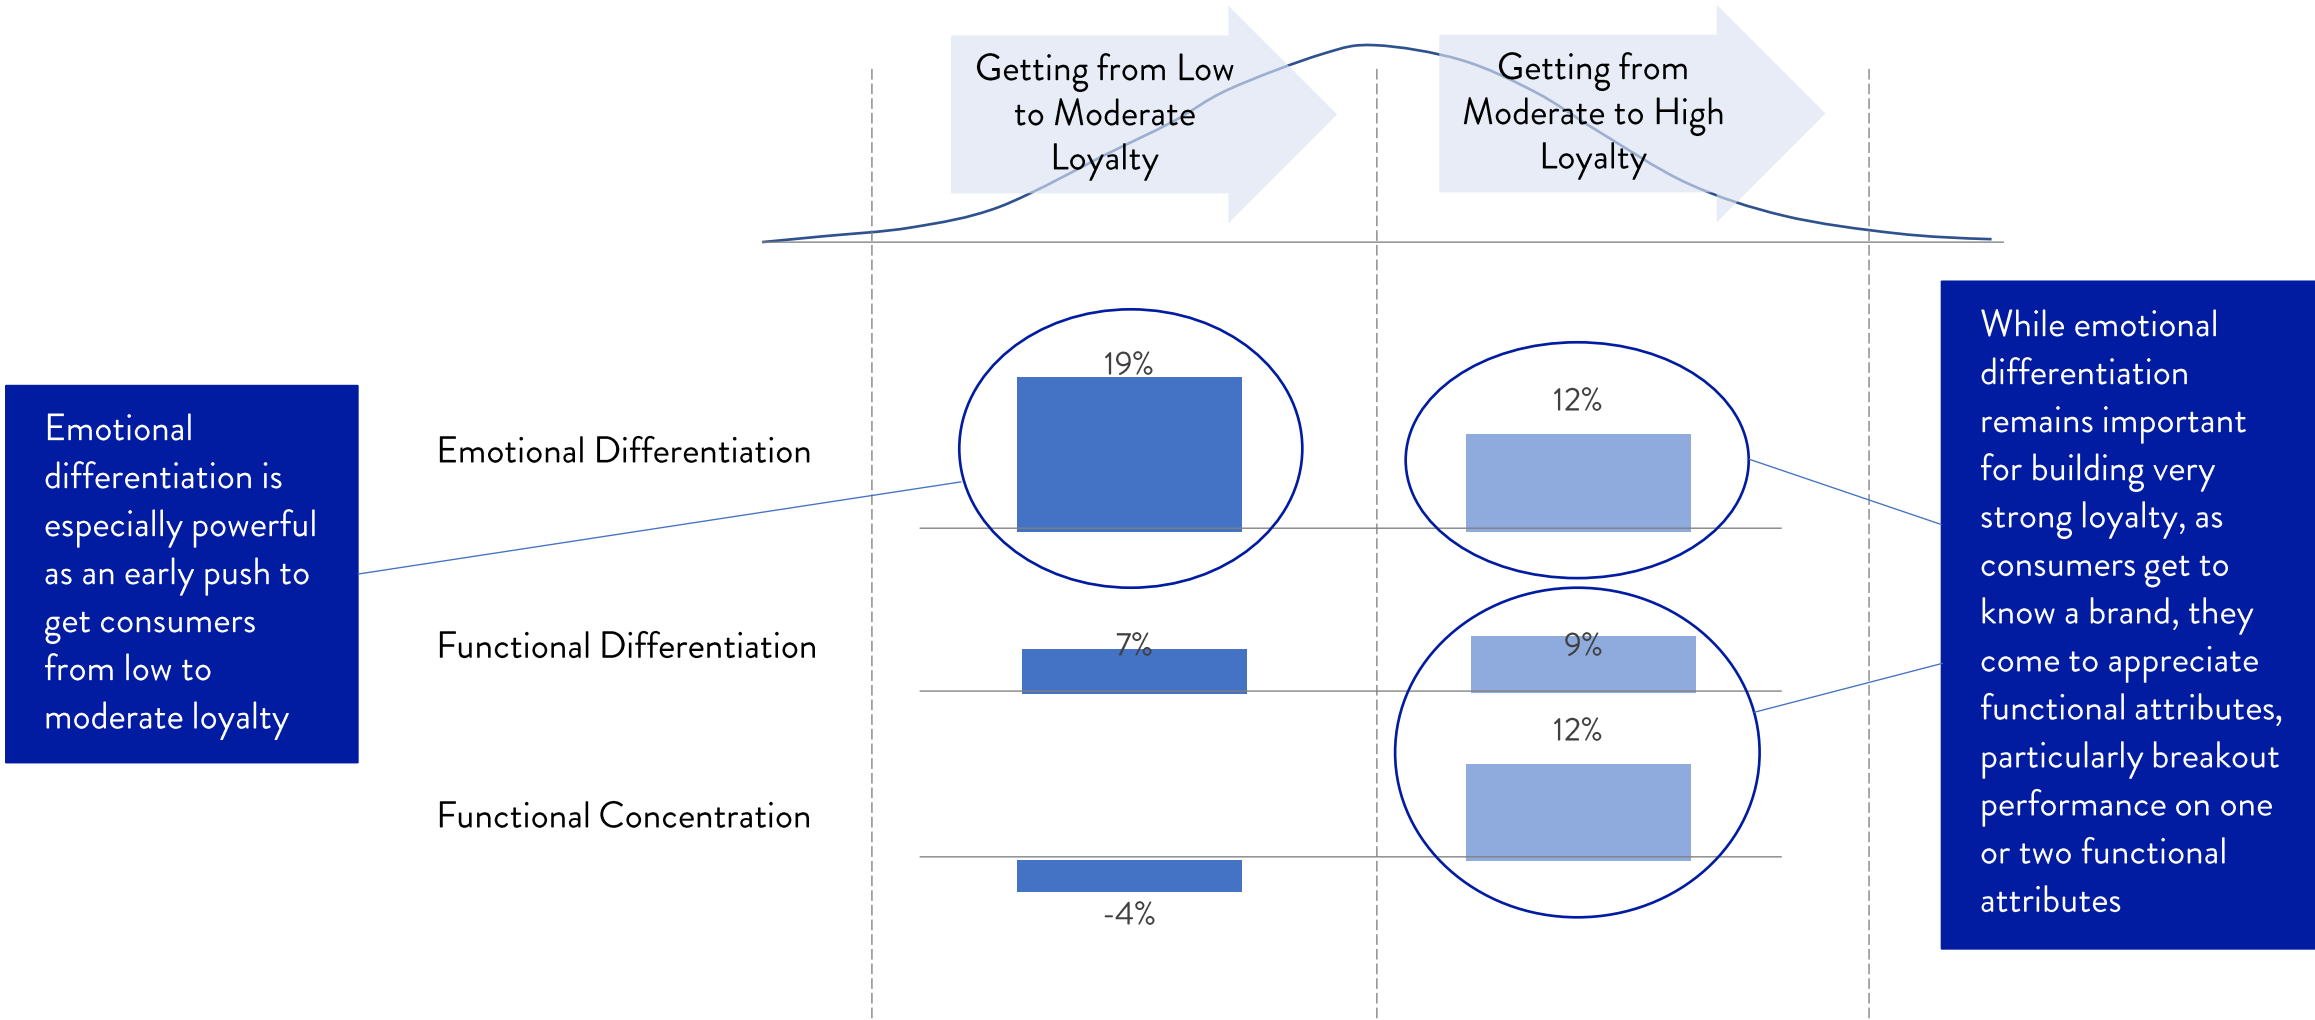 Getting from Low
to Moderate
Loyalty
Getting from
Moderate to High
Loyalty
Emotional
differentiation is
especially powerful
as an early push to
get consumers
from low to
moderate loyalty
Emotional Differentiation
19%
12%
Functional Differentiation
7%
9%
Functional Concentration
-4%
12%
While emotional
differentiation
remains important
for building very
strong loyalty, as
consumers get to
know a brand, they
come to appreciate
functional attributes,
particularly breakout
performance on one
or two functional
attributes